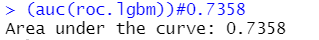 > (auc(roc.lgbm))#0.7358
Area under the curve: 0.7358